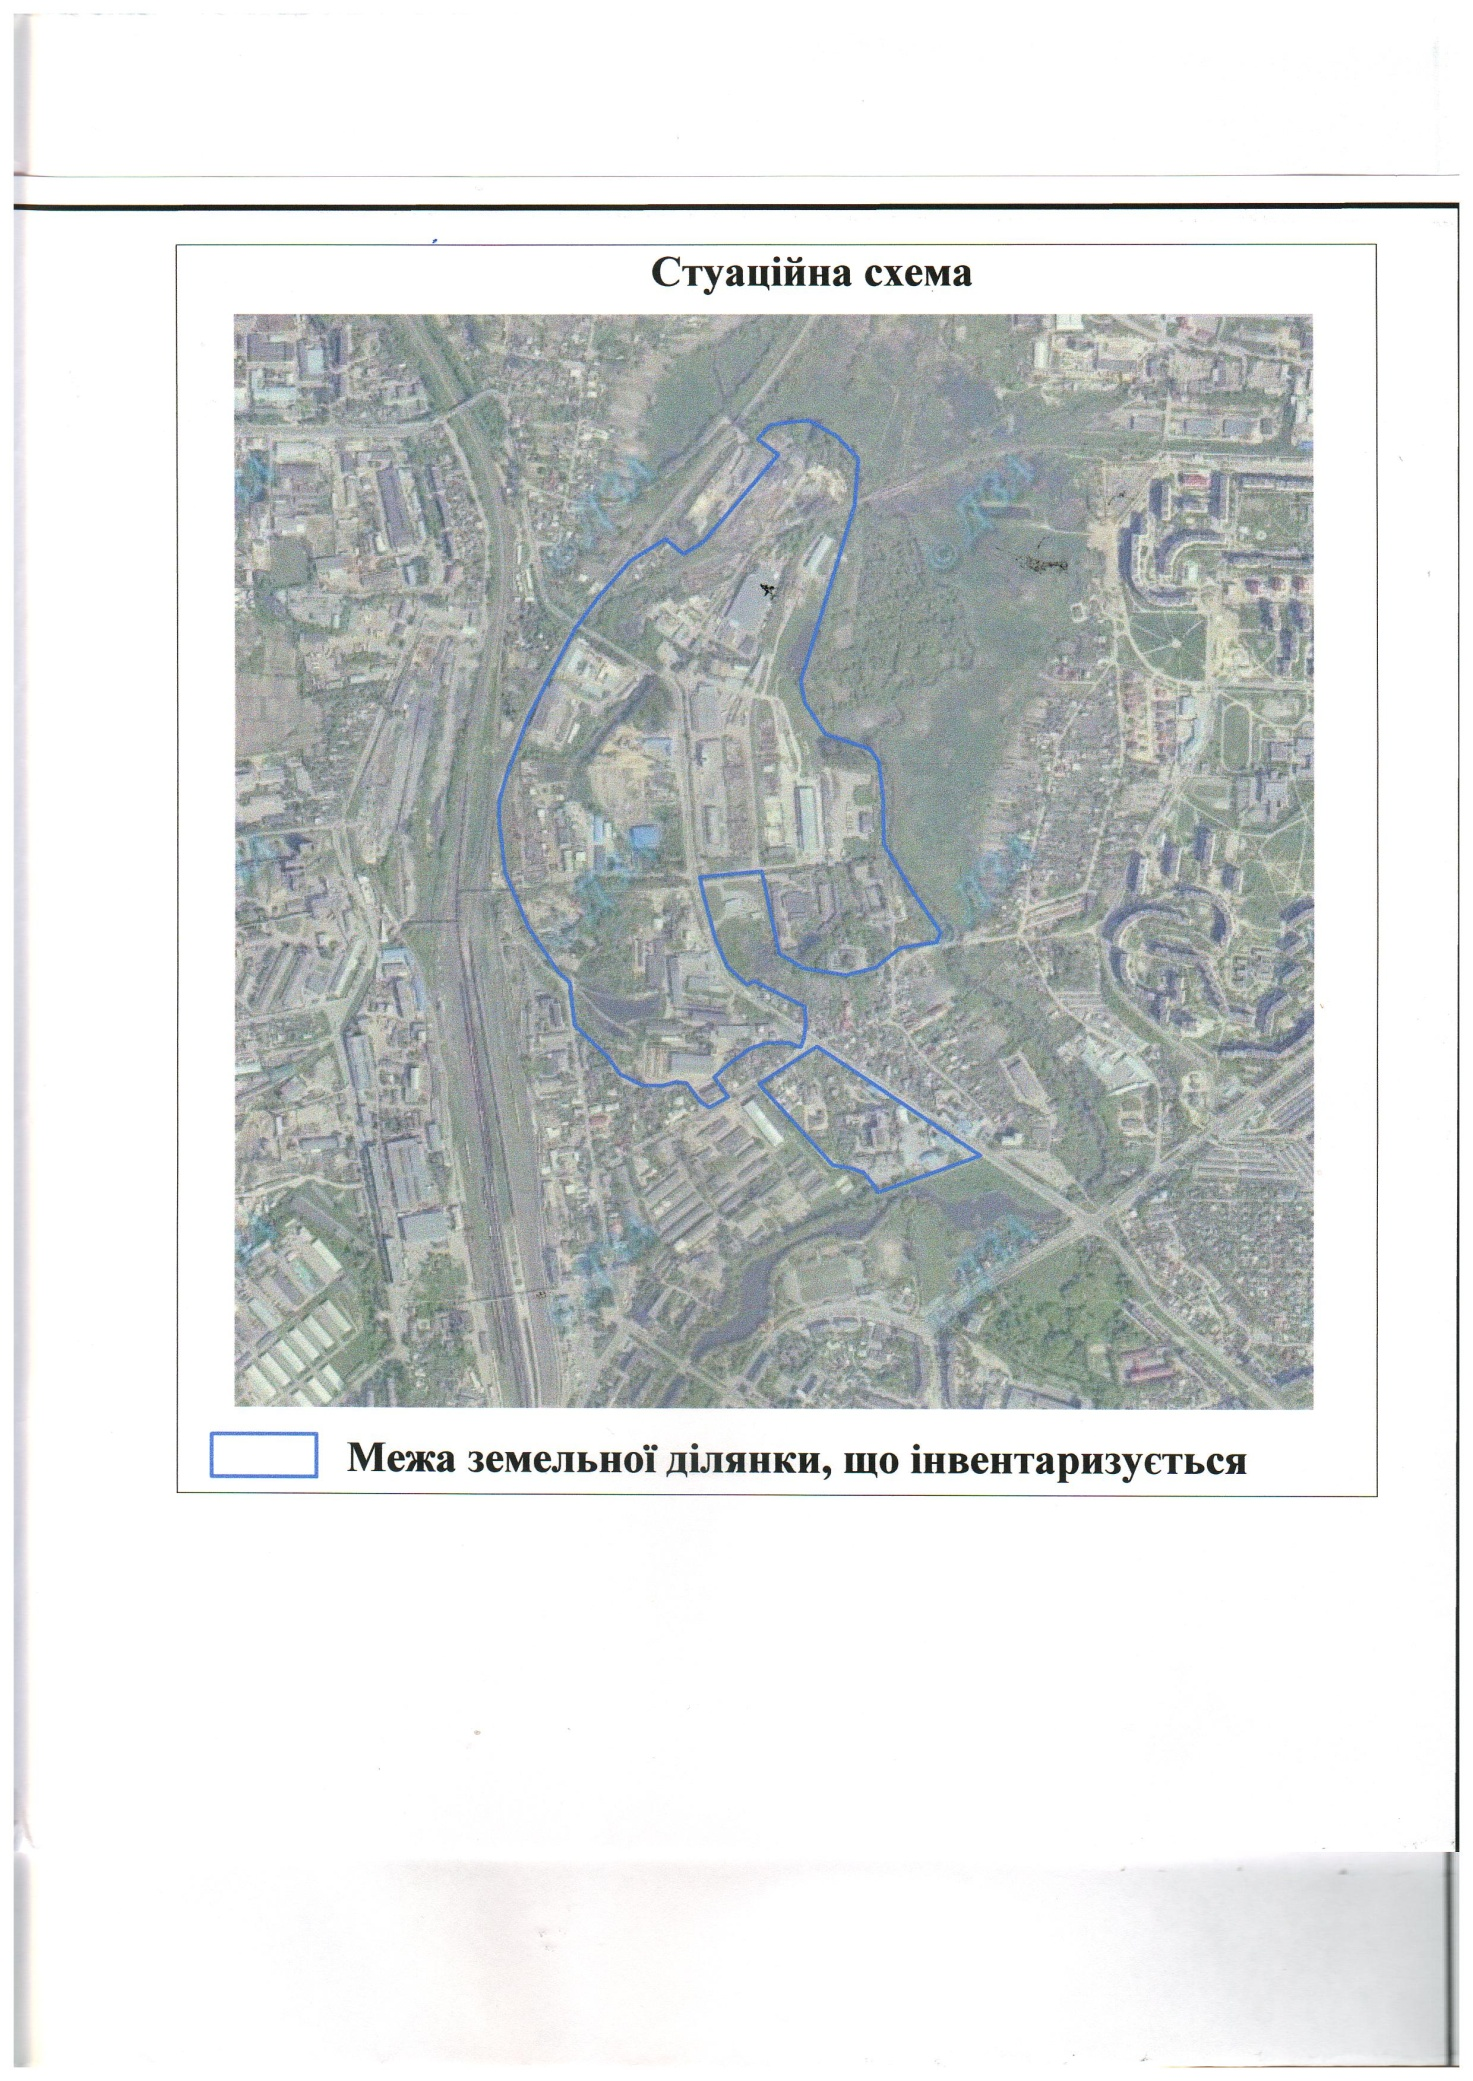 Стуаційна схема
Межа земельної ділянки, що інвентаризується